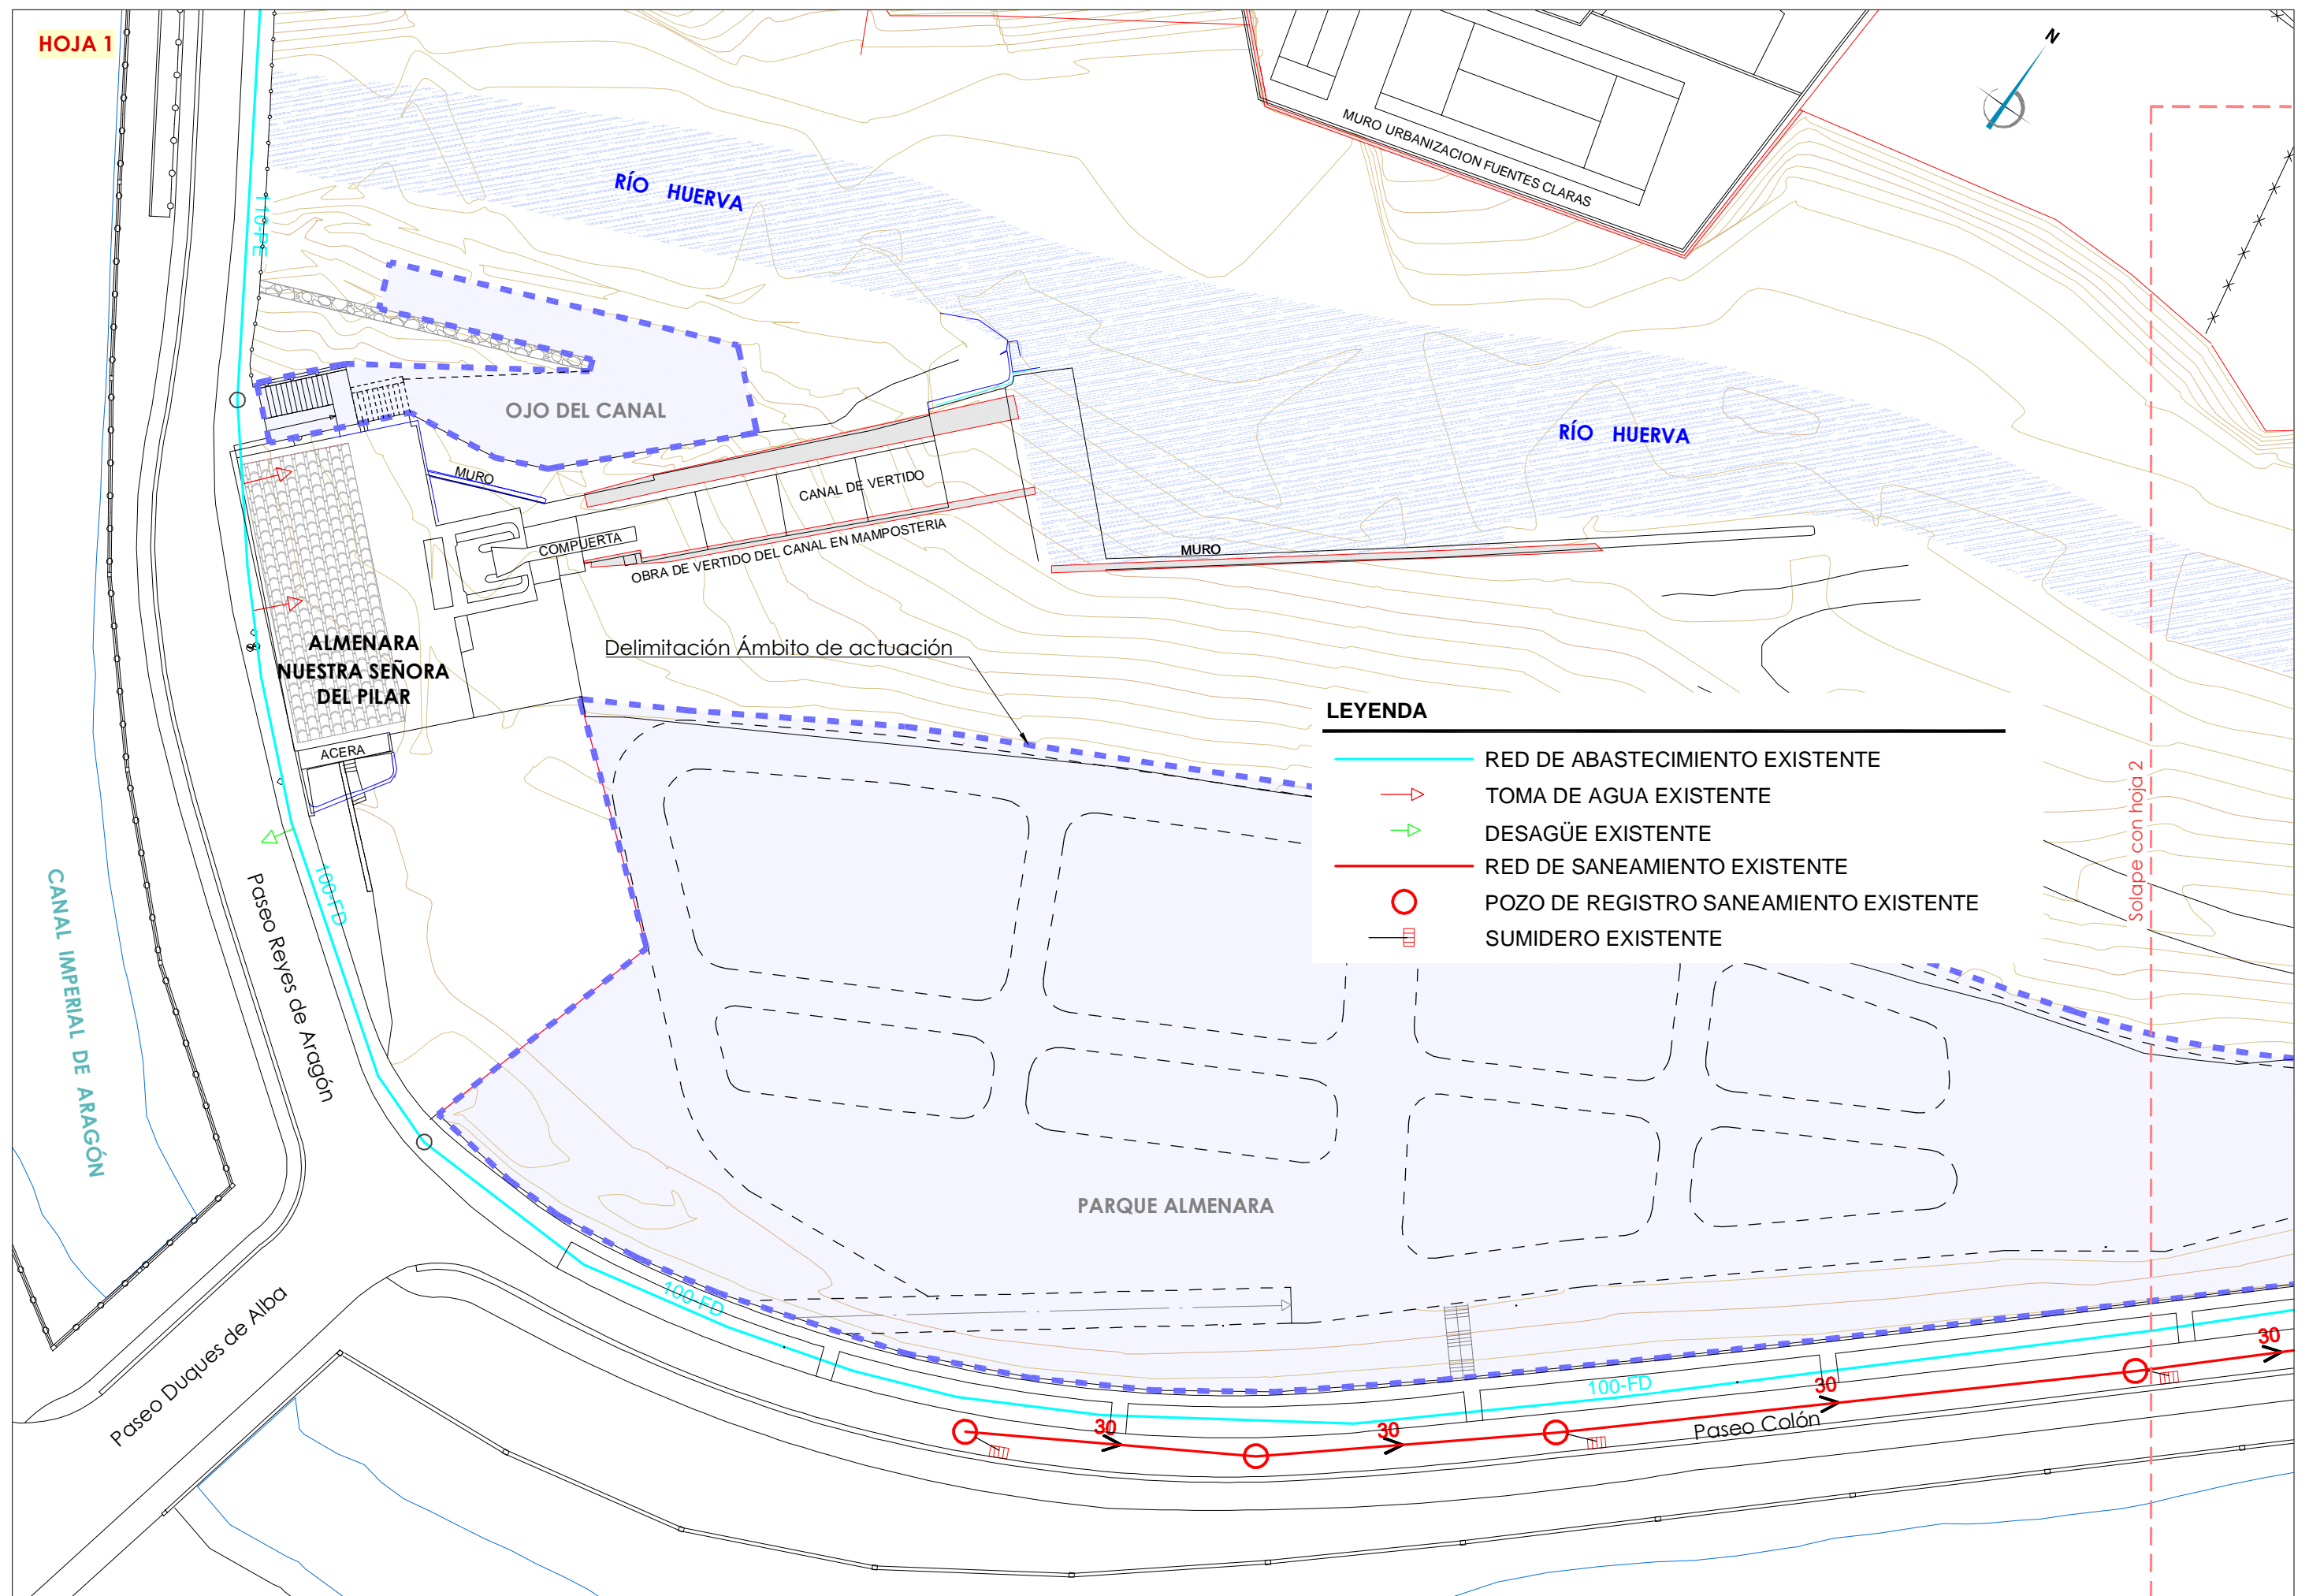 HOJA 1
N
MURO URBANIZACION FUENTES CLARAS
RÍO HUERVA
110-PE
OJO DEL CANAL
RÍO HUERVA
MURO
CANAL DE VERTIDO
COMPUERTA
OBRA DE VERTIDO DEL CANAL EN MAMPOSTERIA
MURO
ALMENARA
NUESTRA SEÑORA
DEL PILAR
Delimitación Ámbito de actuación
ACERA
LEYENDA
RED DE ABASTECIMIENTO EXISTENTE
TOMA DE AGUA EXISTENTE
DESAGÜE EXISTENTE
RED DE SANEAMIENTO EXISTENTE
POZO DE REGISTRO SANEAMIENTO EXISTENTE
SUMIDERO EXISTENTE
Solape con hoja 2
100-FD
CANAL IMPERIAL DE ARAGÓN
Paseo Reyes de Aragón
PARQUE ALMENARA
Paseo Duques de Alba
100-FD
100-FD
30
30
30
30
Paseo Colón